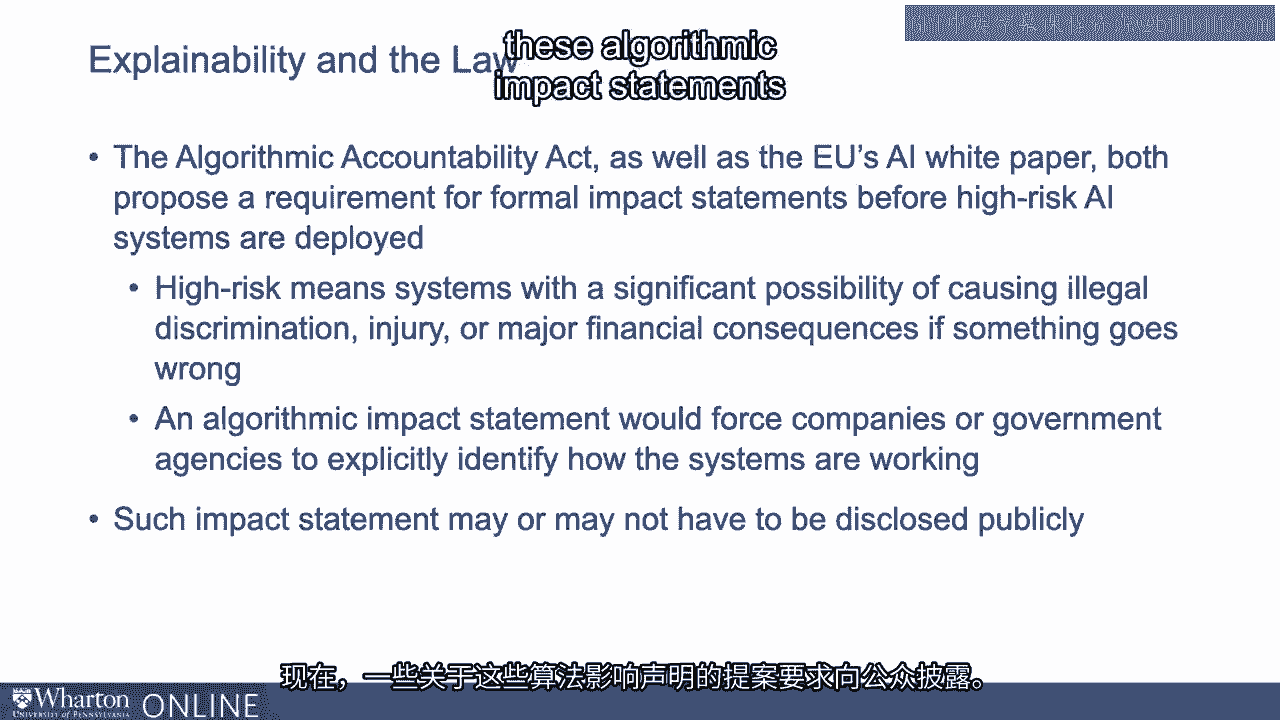 these algorithmic
impact statements
Explainability and the Law
• The Algorithmic Accountability Act, as well as the EU's AI white paper, both
propose a requirement for formal impact statements before high-risk AI
systems are deployed
• High-risk means systems with a significant possibility of causing illegal
discrimination, injury, or major financial consequences if something goes
wrong
• An algorithmic impact statement would force companies or government
agencies to explicitly identify how the systems are working
• Such impact statement may or may not have to be disclosed publicly
现在，一些关于这些算法影响声明的提案要求向公众披露。
Wharton ONLINE
UNIVERSITY of PENNSYLVANIA